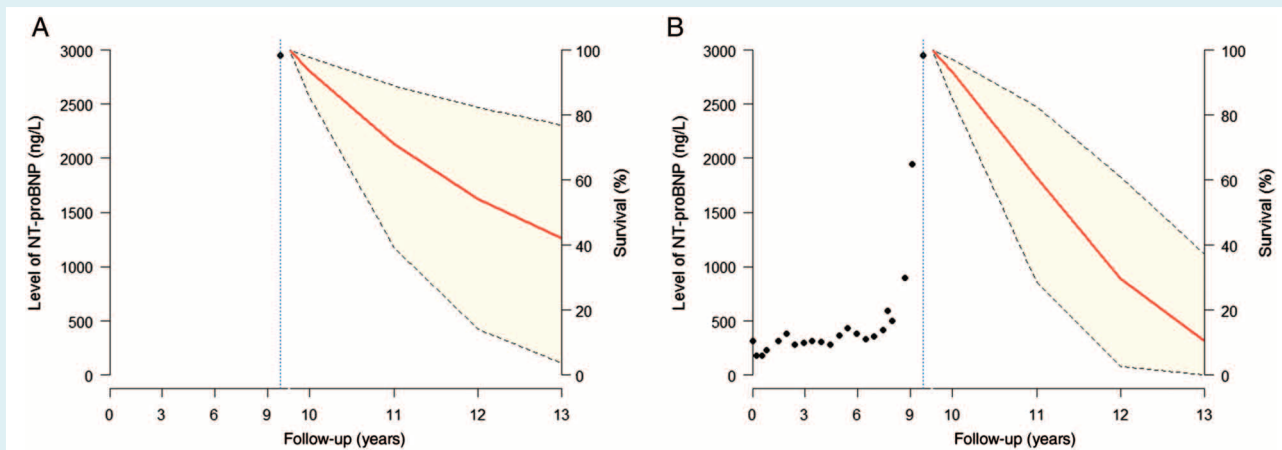 A
Level of NT-proBNP (ng/L)
3000
2500
2000
1500
1000
500
0
0 3 6 9 10 11 12 13
Follow-up (years)
100
80
60
40
20
0
Survival (%)
B
Level of NT-proBNP (ng/L)
3000
2500
2000
1500
1000
500
0
0 3 6 9 10 11 12 13
Follow-up (years)
100
80
60
40
20
0
Survival (%)